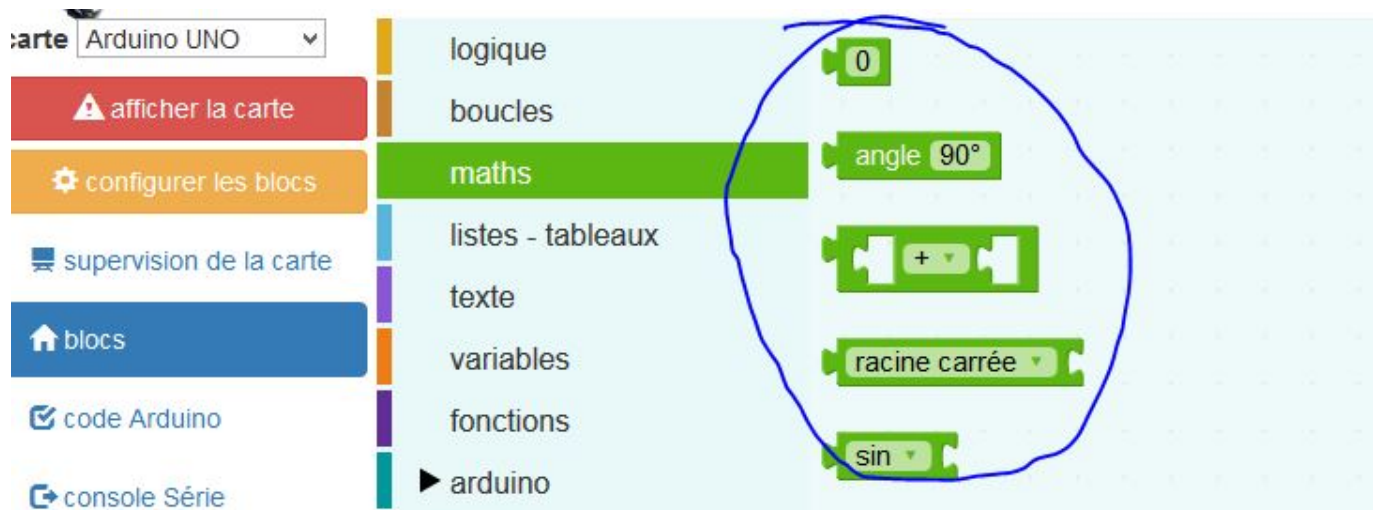 carte Arduino UNO
afficher la carte
configurer les blocs
supervision de la carte
blocs
code Arduino
console Série
logique
boucles
maths
listes - tableaux
texte
variables
fonctions
arduino
0
angle 90°
+
racine carrée
sin